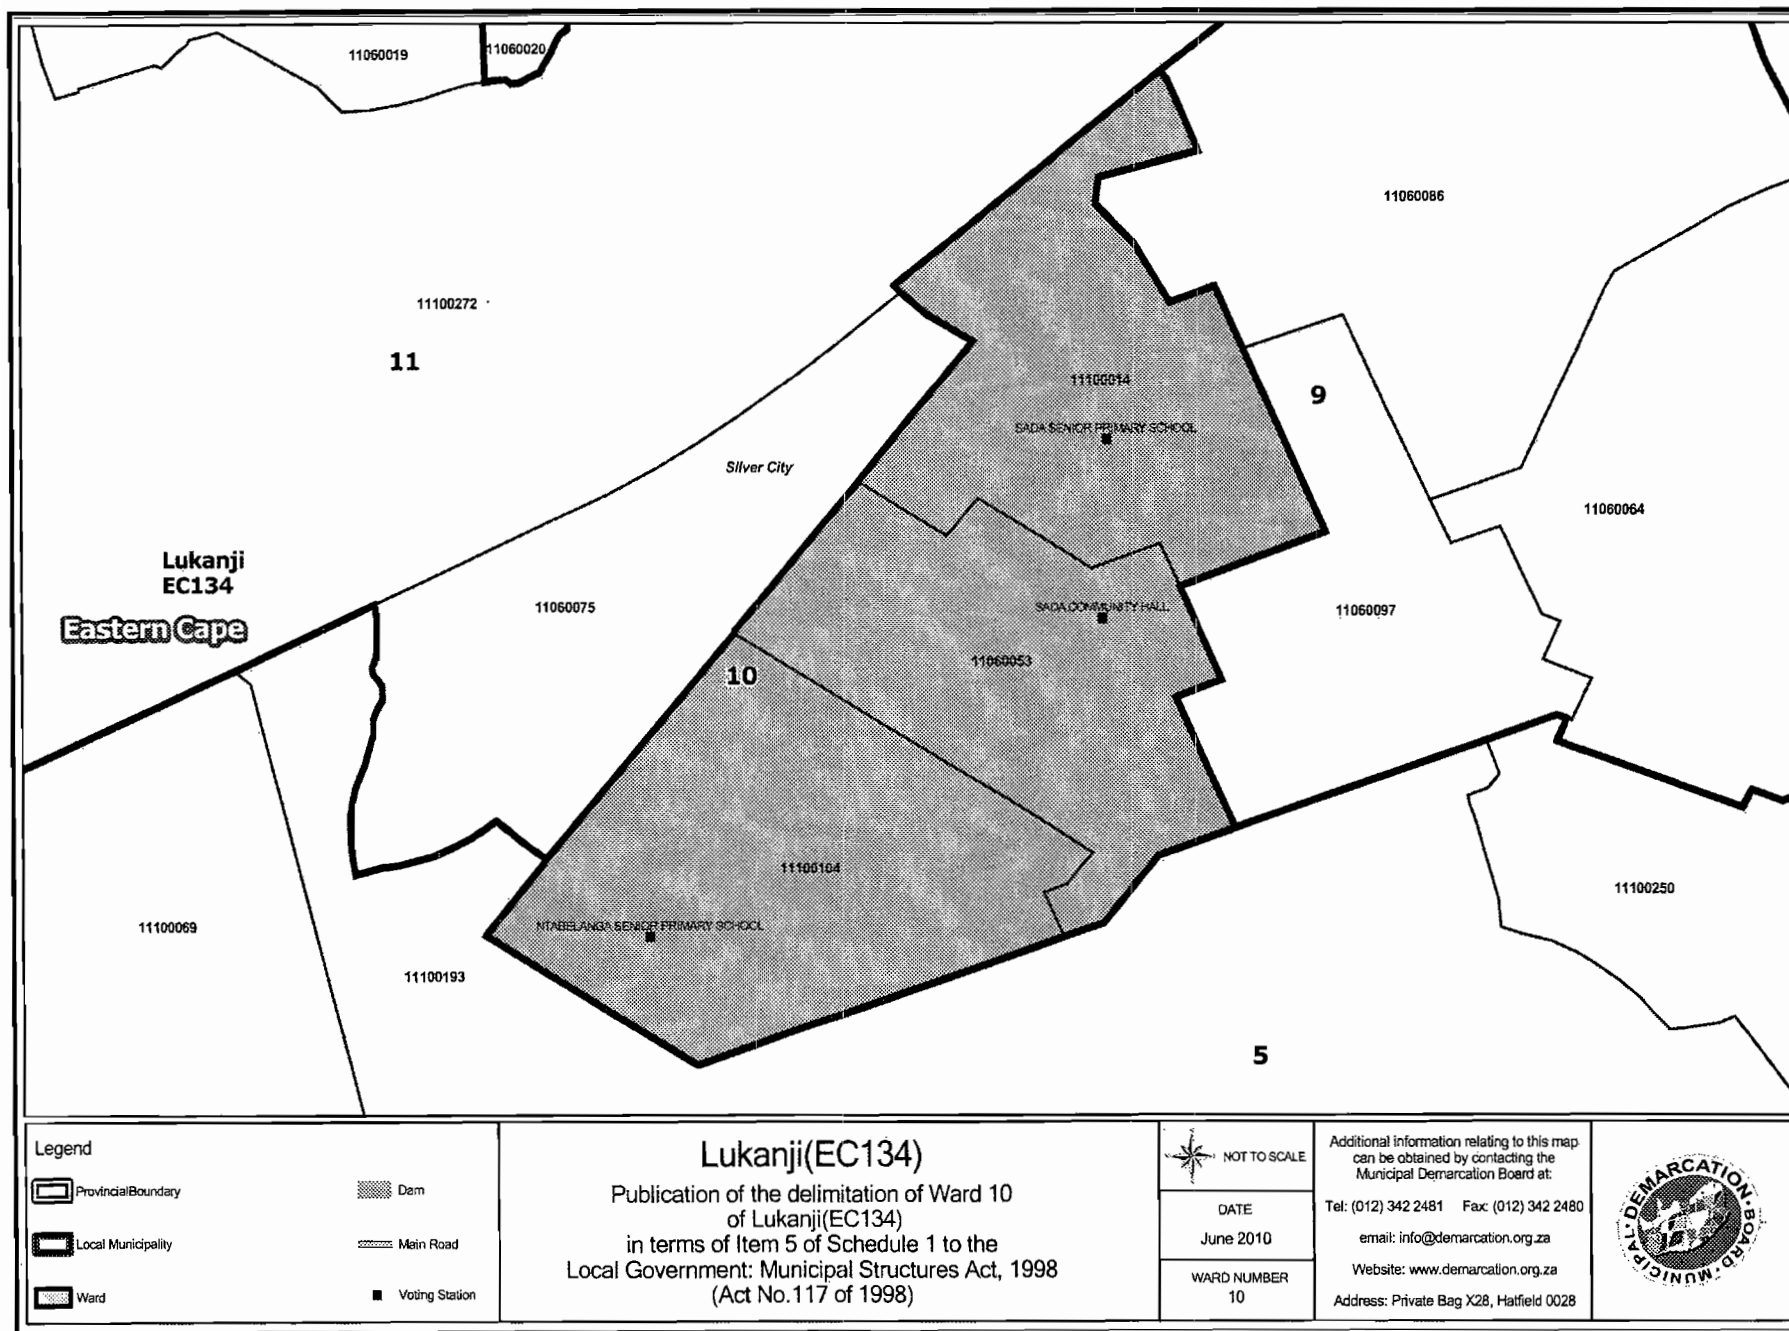 11060019
11060020
11060086
11100272
11
11100014
9
SADA SENIOR PRIMARY SCHOOL
Silver City
11060064
Lukanji
EC134
Eastern Cape
11060075
SADA COMMUNITY HALL
11060097
11060053
10
11100104
11100250
NTABELANGA SENIOR PRIMARY SCHOOL
11100069
11100193
5
Legend
ProvincialBoundary
Dam
Local Municipality
Main Road
Ward
Voting Station
Lukanji(EC134)
Publication of the delimitation of Ward 10
of Lukanji(EC134)
in terms of Item 5 of Schedule 1 to the
Local Government: Municipal Structures Act, 1998
(Act No.117 of 1998)
NOT TO SCALE
DATE
June 2010
WARD NUMBER
10
Additional information relating to this map
can be obtained by contacting the
Municipal Demarcation Board at:
Tel: (012) 342 2481 Fax: (012) 342 2480
email: info@demarcation.org.za
Website: www.demarcation.org.za
Address: Private Bag X28, Hatfield 0028
MUNICIPAL DEMARCATION BOARD